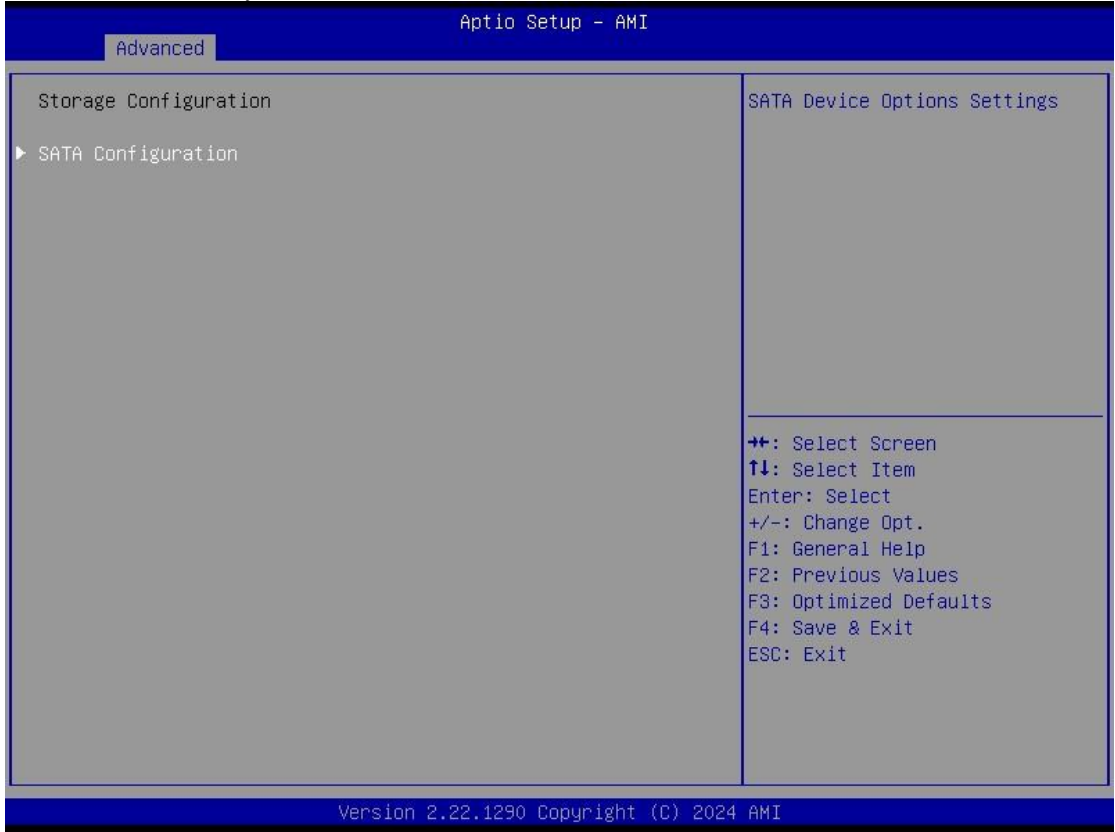 Aptio Setup – AMI
Advanced
Storage Configuration
▶ SATA Configuration
SATA Device Options Settings
→←: Select Screen
↑↓: Select Item
Enter: Select
+/-: Change Opt.
F1: General Help
F2: Previous Values
F3: Optimized Defaults
F4: Save & Exit
ESC: Exit
Version 2.22.1290 Copyright (C) 2024 AMI